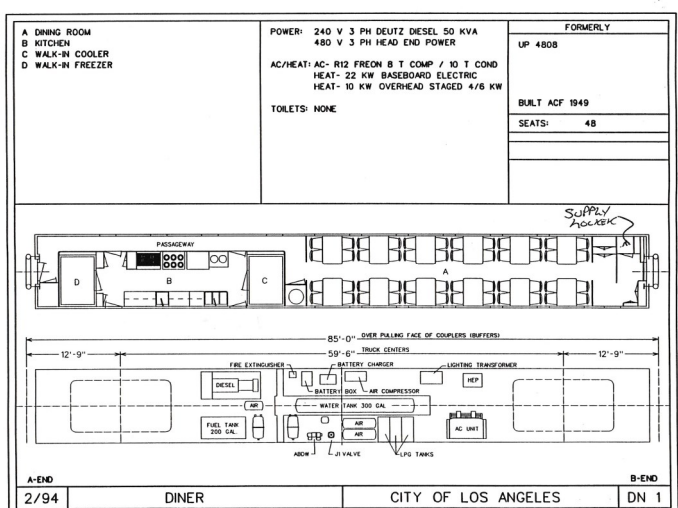 A DINING ROOM
B KITCHEN
C WALK-IN COOLER
D WALK-IN FREEZER
POWER: 240 V 3 PH DEUTZ DIESEL 50 KVA
480 V 3 PH HEAD END POWER
AC/HEAT: AC- R12 FREON 8 T COMP / 10 T COND
HEAT- 22 KW BASEBOARD ELECTRIC
HEAT- 10 KW OVERHEAD STAGED 4/6 KW
TOILETS: NONE
FORMERLY
UP 4808
BUILT ACF 1949
SEATS: 48
SUPPLY
LOCKER
PASSAGEWAY
D
B
C
A
85'-0" OVER PULLING FACE OF COUPLERS (BUFFERS)
12'-9"
59'-6" TRUCK CENTERS
12'-9"
FIRE EXTINGUISHER
BATTERY CHARGER
LIGHTING TRANSFORMER
DIESEL
BATTERY BOX
AIR COMPRESSOR
HEP
AIR
WATER TANK 300 GAL
FUEL TANK
200 GAL.
AIR
AIR
AC UNIT
ABDW
J1 VALVE
LPG TANKS
A-END
B-END
2/94
DINER
CITY OF LOS ANGELES
DN 1